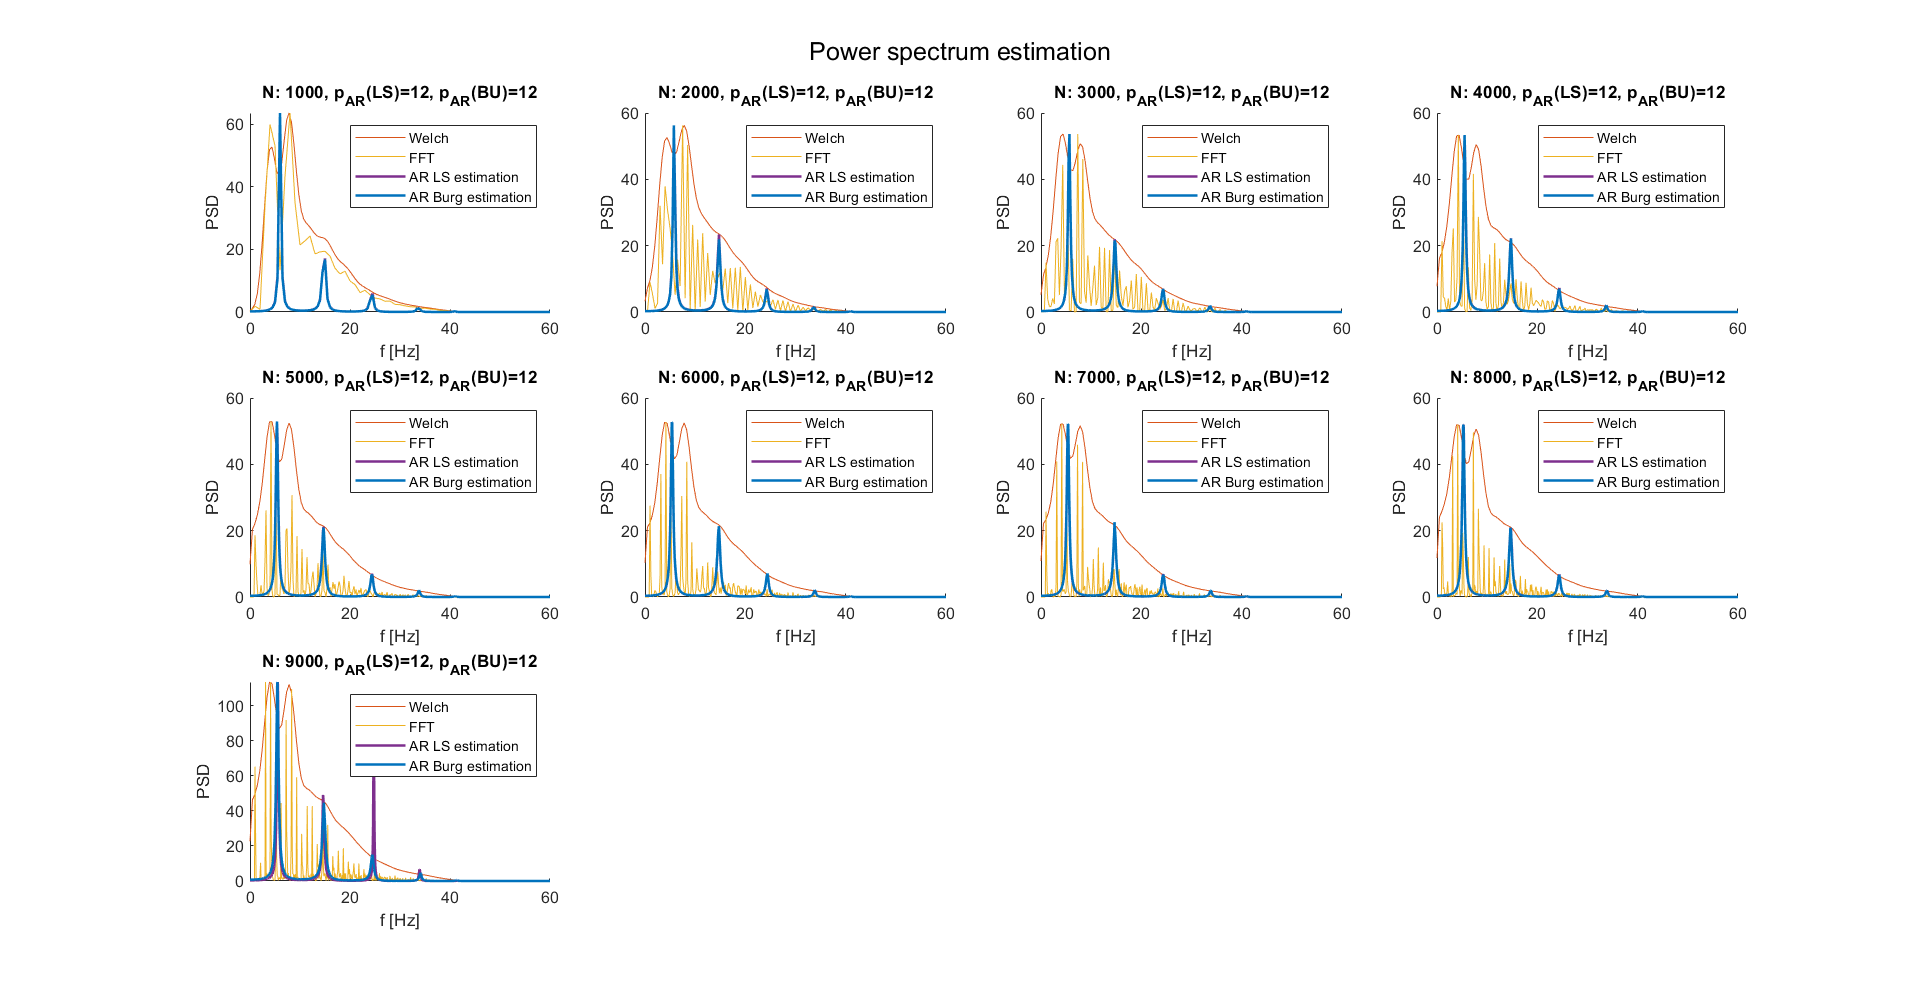 Power spectrum estimation
N: 1000, pAR(LS)=12, pAR(BU)=12
60
40
20
0
PSD
Welch
FFT
AR LS estimation
AR Burg estimation
0 20 40 60
f [Hz]
N: 2000, pAR(LS)=12, pAR(BU)=12
60
40
20
0
PSD
Welch
FFT
AR LS estimation
AR Burg estimation
0 20 40 60
f [Hz]
N: 3000, pAR(LS)=12, pAR(BU)=12
60
40
20
0
PSD
Welch
FFT
AR LS estimation
AR Burg estimation
0 20 40 60
f [Hz]
N: 4000, pAR(LS)=12, pAR(BU)=12
60
40
20
0
PSD
Welch
FFT
AR LS estimation
AR Burg estimation
0 20 40 60
f [Hz]
N: 5000, pAR(LS)=12, pAR(BU)=12
60
40
20
0
PSD
Welch
FFT
AR LS estimation
AR Burg estimation
0 20 40 60
f [Hz]
N: 6000, pAR(LS)=12, pAR(BU)=12
60
40
20
0
PSD
Welch
FFT
AR LS estimation
AR Burg estimation
0 20 40 60
f [Hz]
N: 7000, pAR(LS)=12, pAR(BU)=12
60
40
20
0
PSD
Welch
FFT
AR LS estimation
AR Burg estimation
0 20 40 60
f [Hz]
N: 8000, pAR(LS)=12, pAR(BU)=12
60
40
20
0
PSD
Welch
FFT
AR LS estimation
AR Burg estimation
0 20 40 60
f [Hz]
N: 9000, pAR(LS)=12, pAR(BU)=12
100
80
60
40
20
0
PSD
Welch
FFT
AR LS estimation
AR Burg estimation
0 20 40 60
f [Hz]